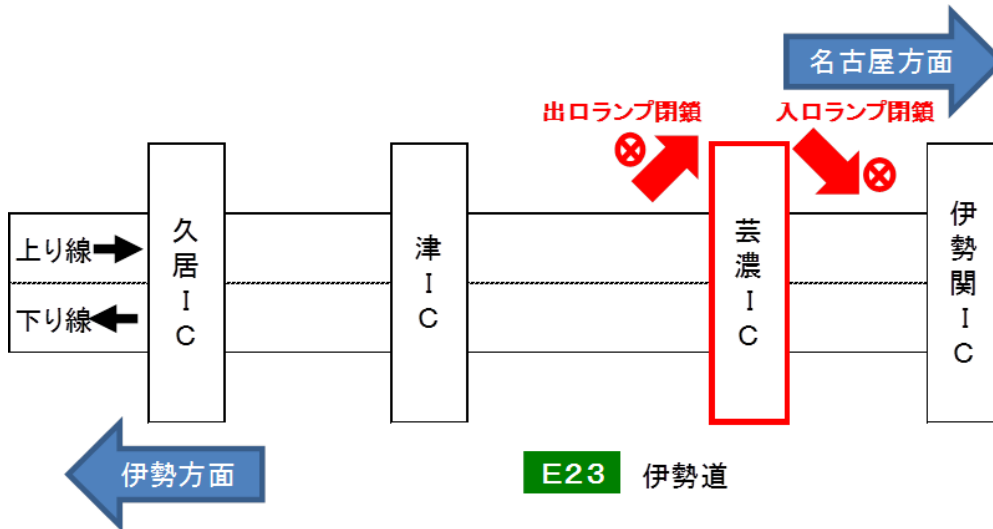 名古屋方面
出口ランプ閉鎖
入口ランプ閉鎖
久居IC
津IC
芸濃IC
伊勢関IC
上り線
下り線
伊勢方面
E23 伊勢道